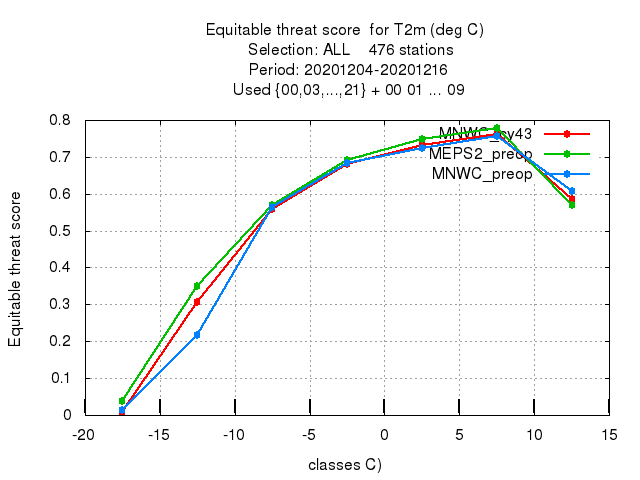 Equitable threat score for T2m (deg C)
Selection: ALL 476 stations
Period: 20201204-20201216
Used {00,03,...,21} + 00 01 ... 09
0.8
0.7
0.6
0.5
0.4
0.3
0.2
0.1
0
Equitable threat score
MNWC_cy43
MEPS2_preop
MNWC_preop
-20 -15 -10 -5 0 5 10 15
classes C)